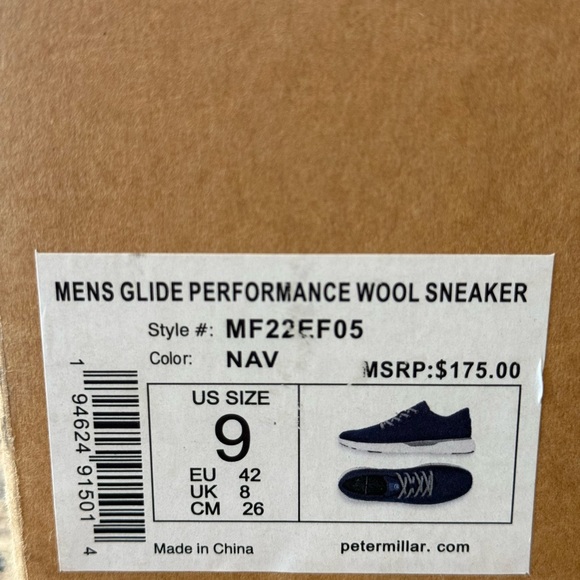 MENS GLIDE PERFORMANCE WOOL SNEAKER
Style #: MF22EF05
Color: NAV
MSRP:$175.00
1 94624 91501 4
US SIZE
9
EU 42
UK 8
CM 26
Made in China
petermillar. com